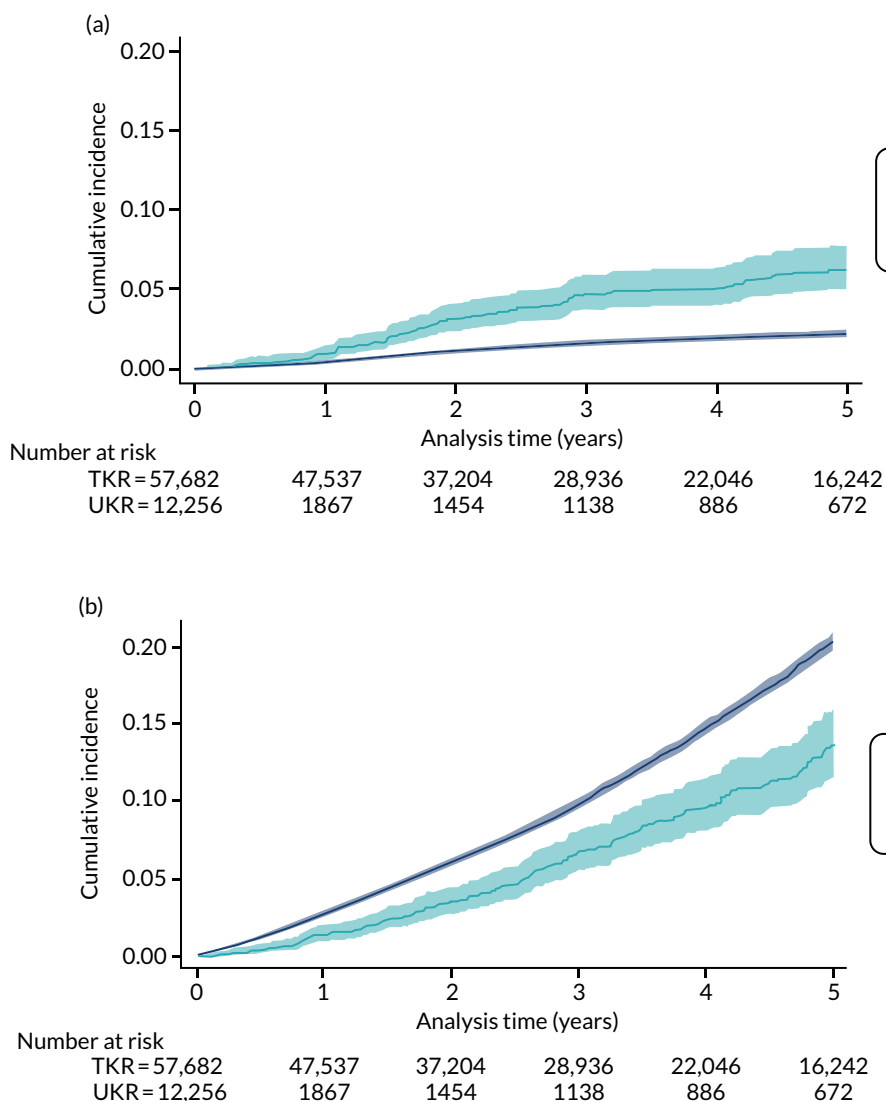 (a)
0.20
0.15
0.10
0.05
0.00
Cumulative incidence
0 1 2 3 4 5
Analysis time (years)
Number at risk
TKR = 57,682 47,537 37,204 28,936 22,046 16,242
UKR = 12,256 1867 1454 1138 886 672
(b)
0.20
0.15
0.10
0.05
0.00
Cumulative incidence
0 1 2 3 4 5
Analysis time (years)
Number at risk
TKR = 57,682 47,537 37,204 28,936 22,046 16,242
UKR = 12,256 1867 1454 1138 886 672